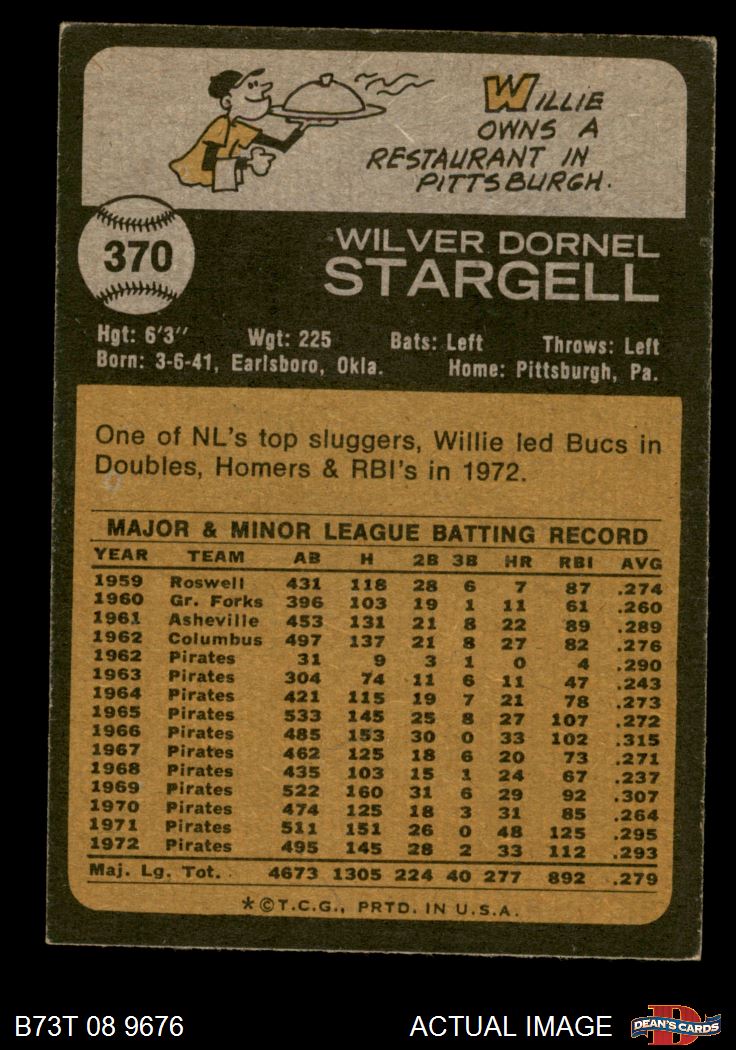 WILLIE
OWNS A
RESTAURANT IN
PITTSBURGH.
370
WILVER DORNEL
STARGELL
Hgt: 6'3" Wgt: 225 Bats: Left Throws: Left
Born: 3-6-41, Earlsboro, Okla. Home: Pittsburgh, Pa.
One of NL's top sluggers, Willie led Bucs in
Doubles, Homers & RBI's in 1972.
MAJOR & MINOR LEAGUE BATTING RECORD
YEAR TEAM AB H 2B 3B HR RBI AVG
1959 Roswell 431 118 28 6 7 87 .274
1960 Gr. Forks 396 103 19 1 11 61 .260
1961 Asheville 453 131 21 8 22 89 .289
1962 Columbus 497 137 21 8 27 82 .276
1962 Pirates 31 9 3 1 0 4 .290
1963 Pirates 304 74 11 6 11 47 .243
1964 Pirates 421 115 19 7 21 78 .273
1965 Pirates 533 145 25 8 27 107 .272
1966 Pirates 485 153 30 0 33 102 .315
1967 Pirates 462 125 18 6 20 73 .271
1968 Pirates 435 103 15 1 24 67 .237
1969 Pirates 522 160 31 6 29 92 .307
1970 Pirates 474 125 18 3 31 85 .264
1971 Pirates 511 151 26 0 48 125 .295
1972 Pirates 495 145 28 2 33 112 .293
Maj. Lg. Tot. 4673 1305 224 40 277 892 .279
*©T.C.G., PRTD. IN U.S.A.
B73T 08 9676 ACTUAL IMAGE DEAN'S CARDS